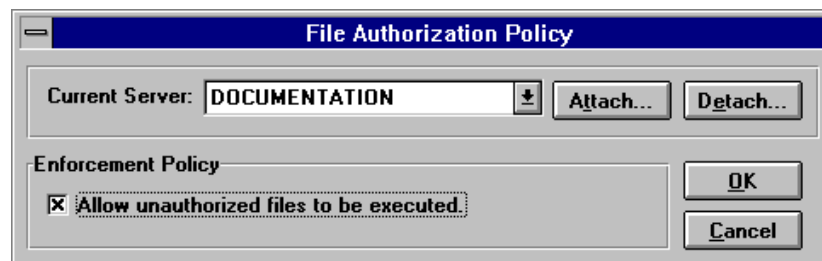 File Authorization Policy
Current Server: DOCUMENTATION Attach... Detach...
Enforcement Policy
OK
Allow unauthorized files to be executed.
Cancel